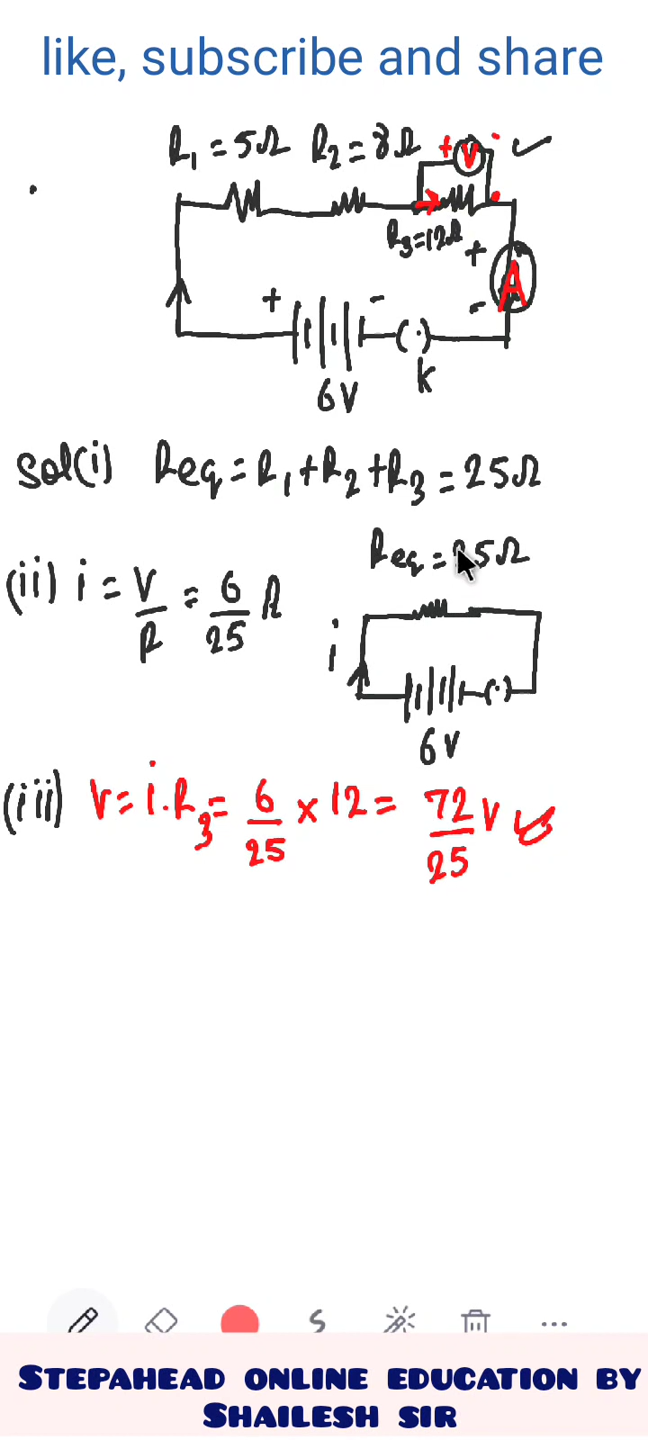 like, subscribe and share
R₁ = 5Ω R₂ = 8Ω + V
R₃=12Ω
+
A
-
+ -
6V
K
Sol(i) Req = R₁+R₂+R₃ = 25Ω
Req = 25Ω
(ii) i = V/R = 6/25 A
i
6V
(iii) V = i.R₃ = 6/25 × 12 = 72/25 V
STEPAHEAD ONLINE EDUCATION BY
SHAILESH SIR